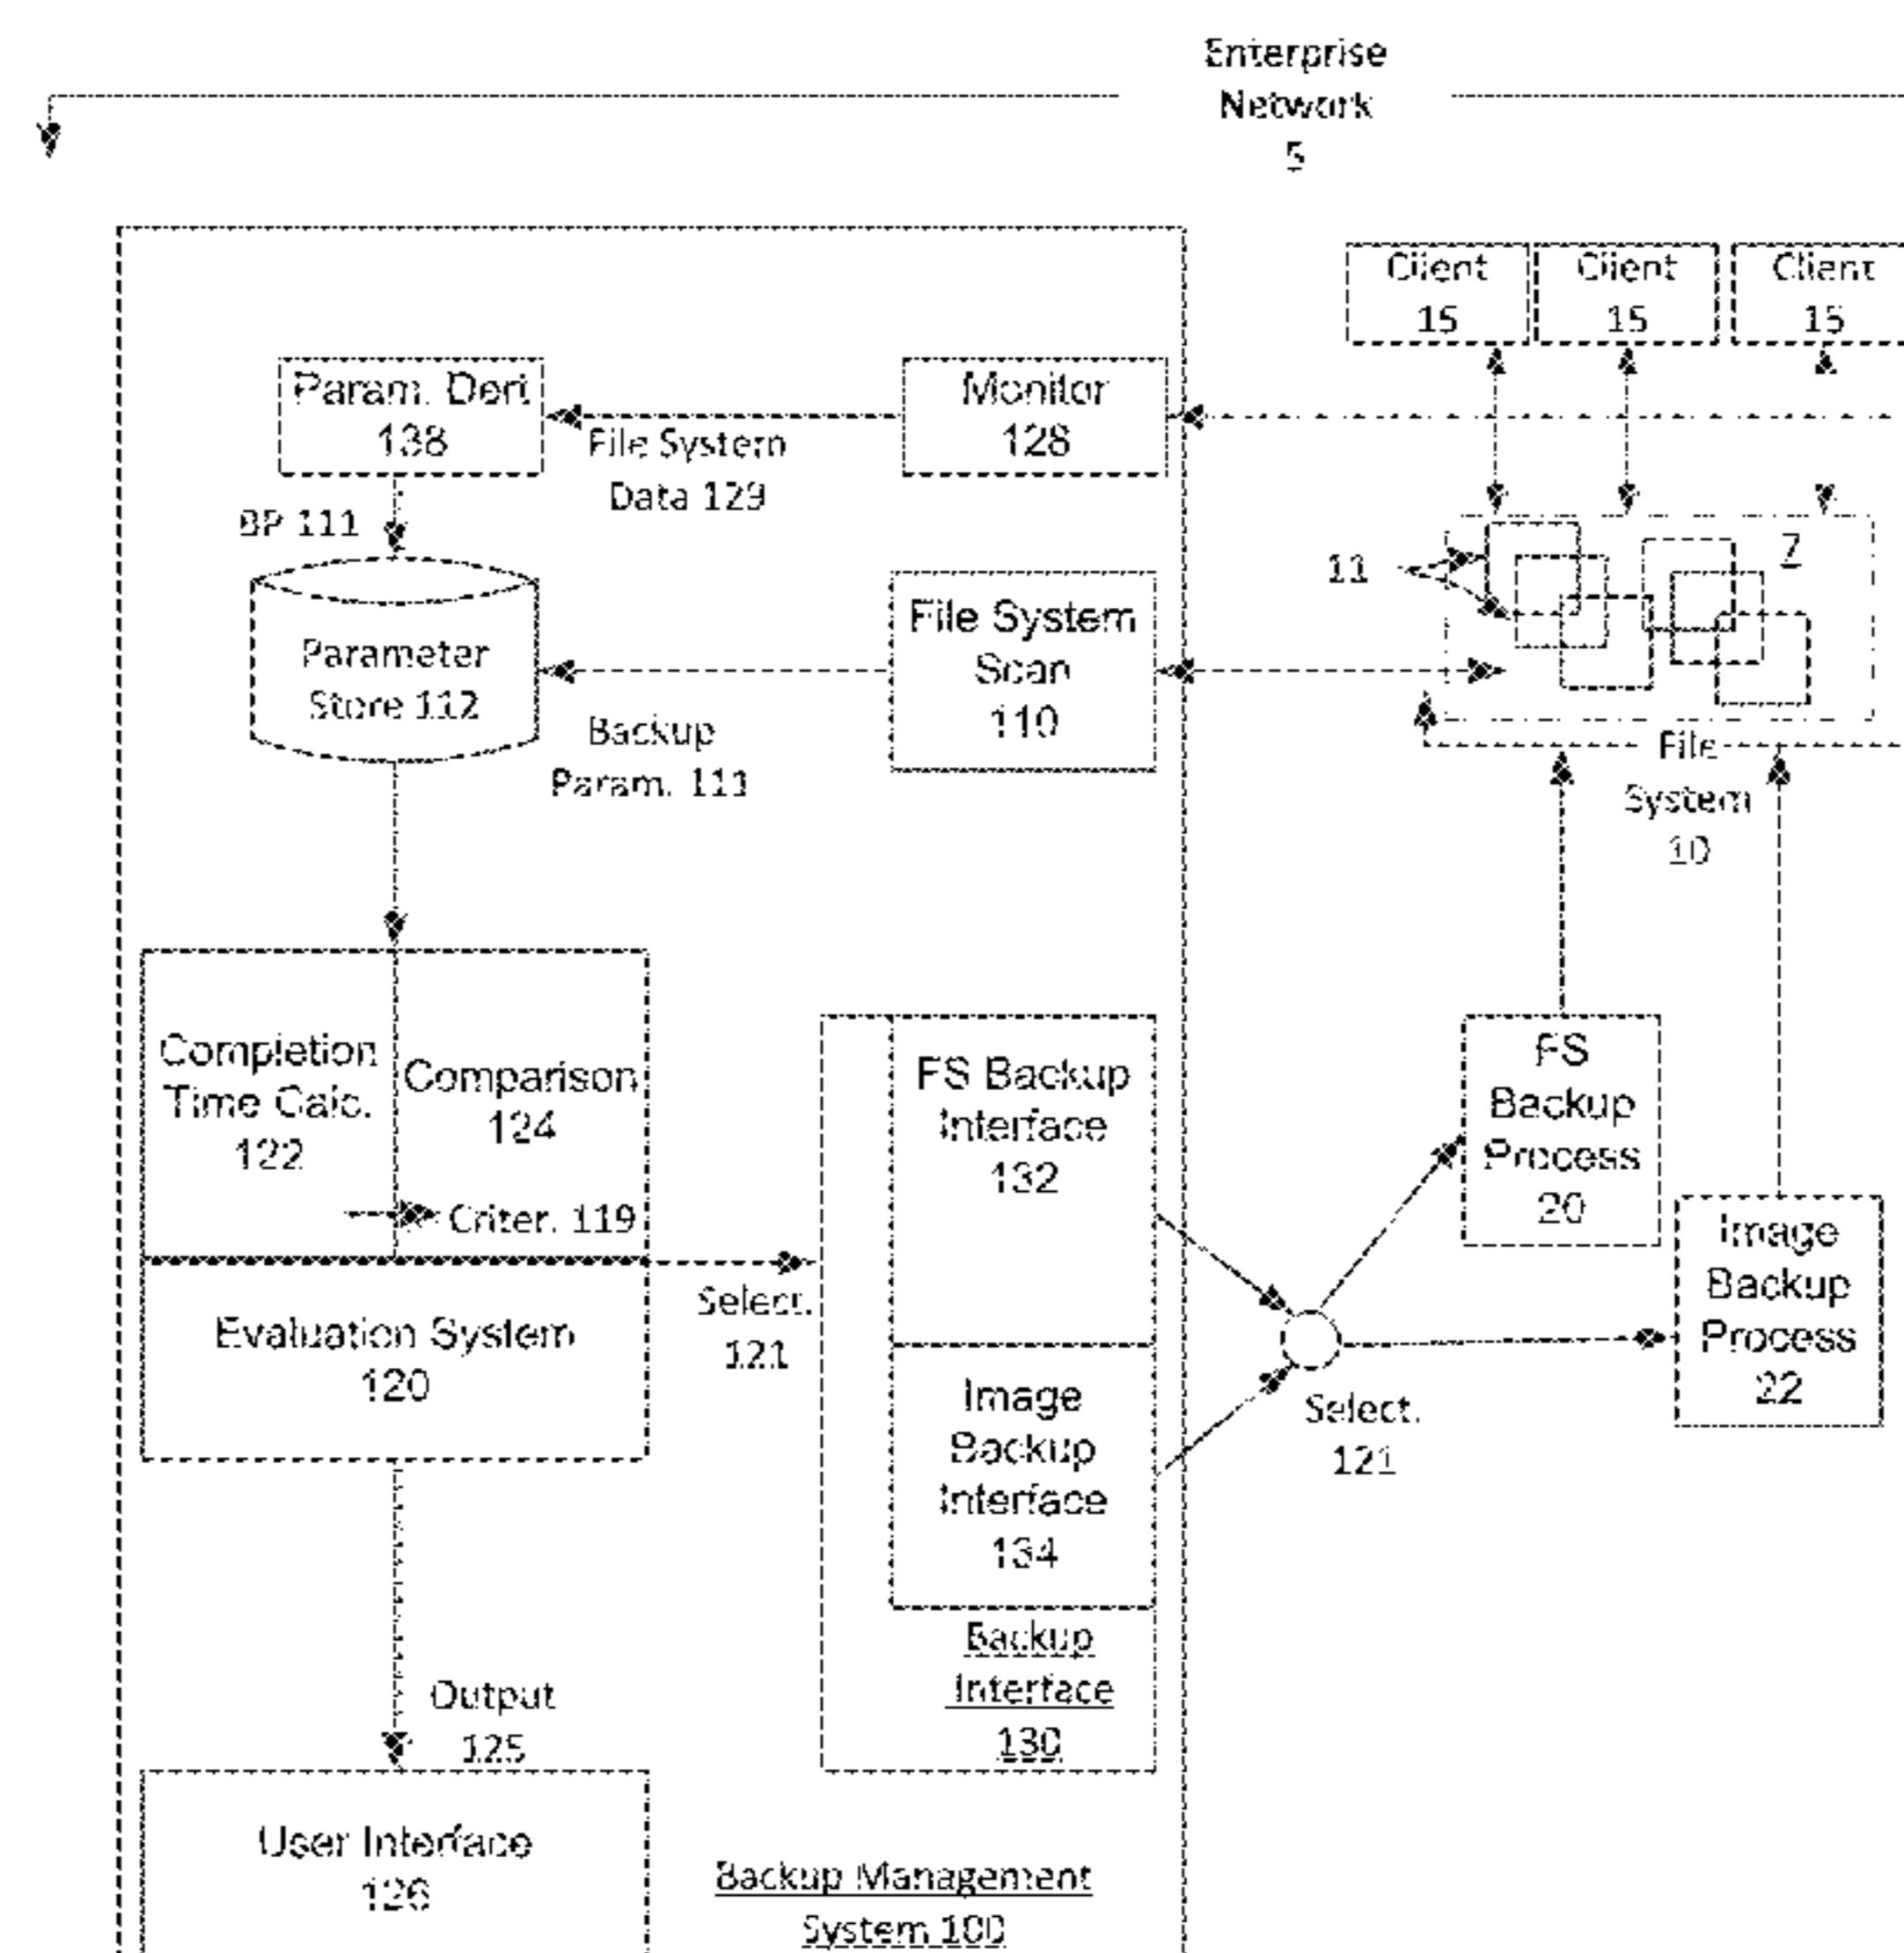 Enterprise
Network
5
Client
15
Client
15
Client
15
Param. Deri.
138
Monitor
128
File System
Data 129
BP 111
11
7
Parameter
Store 112
File System
Scan
110
Backup
Param. 111
File
System
10
Completion
Time Calc.
122
Comparison
124
Criter. 119
Evaluation System
120
Select.
121
FS Backup
Interface
132
Image
Backup
Interface
134
Backup
Interface
130
FS
Backup
Process
20
Image
Backup
Process
22
Select.
121
Output
125
User Interface
126
Backup Management
System 100